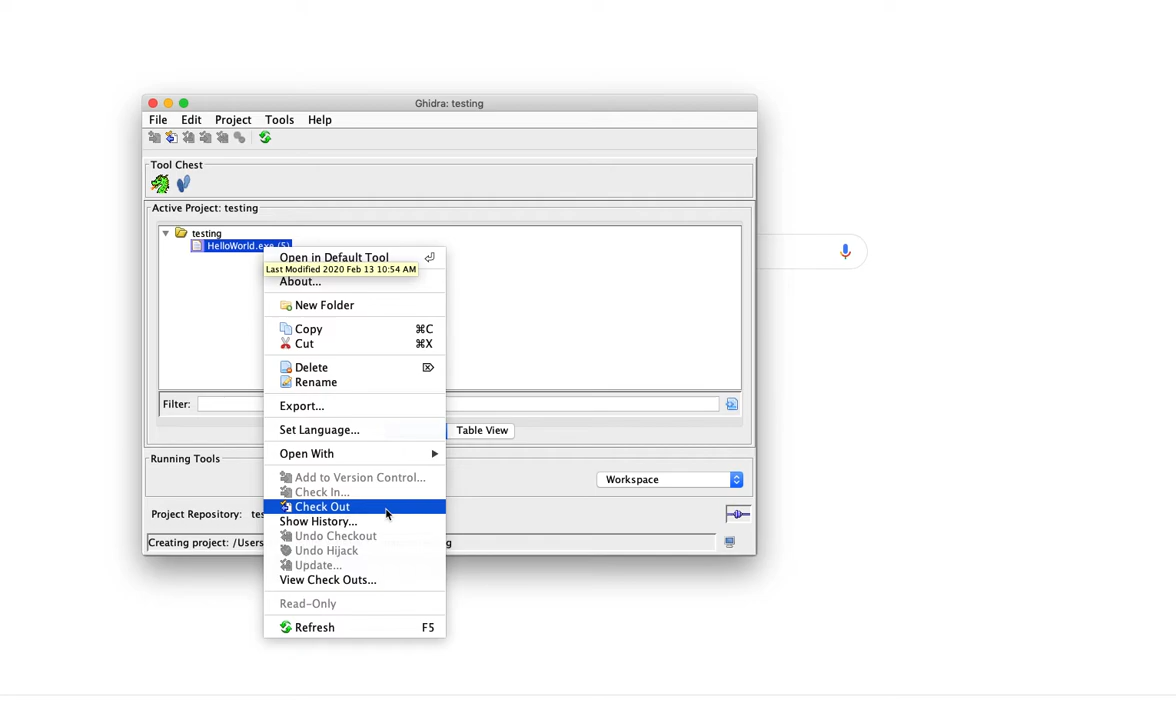 Ghidra: testing
File Edit Project Tools Help
Tool Chest
Active Project: testing
testing
HelloWorld.exe (5)
Open in Default Tool
Last Modified 2020 Feb 13 10:54 AM
About...
New Folder
Copy ⌘C
Cut ⌘X
Delete ⌦
Rename
Export...
Filter:
Set Language...
Table View
Open With
Running Tools
Workspace
Add to Version Control...
Check In...
Check Out
Project Repository:
Show History...
Undo Checkout
Creating project: /Users
Undo Hijack
Update...
View Check Outs...
Read-Only
Refresh F5